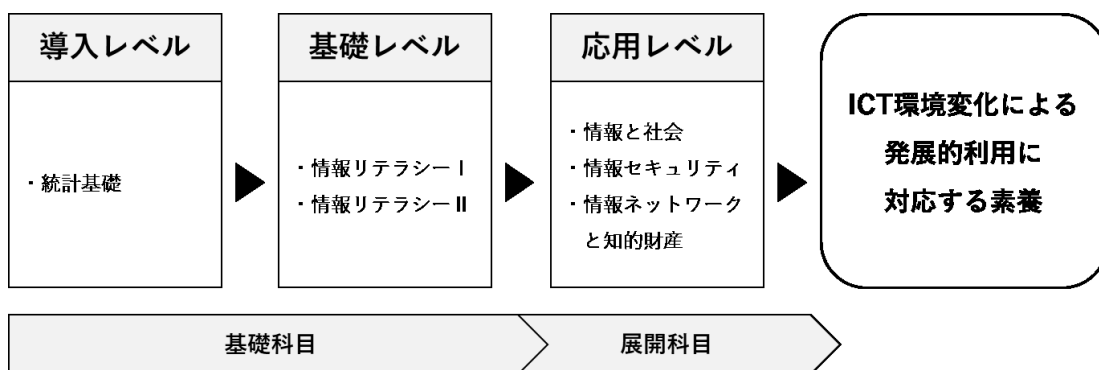 導入レベル
・統計基礎
基礎レベル
・情報リテラシーⅠ
・情報リテラシーⅡ
応用レベル
・情報と社会
・情報セキュリティ
・情報ネットワーク
と知的財産
ICT環境変化による
発展的利用に
対応する素養
基礎科目
展開科目